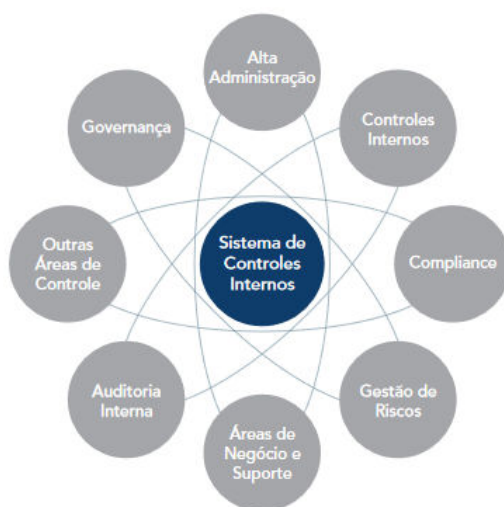 Alta
Administração
Governança
Controles
Internos
Outras
Áreas de
Controle
Sistema de
Controles
Internos
Compliance
Auditoria
Interna
Gestão de
Riscos
Áreas de
Negócio e
Suporte